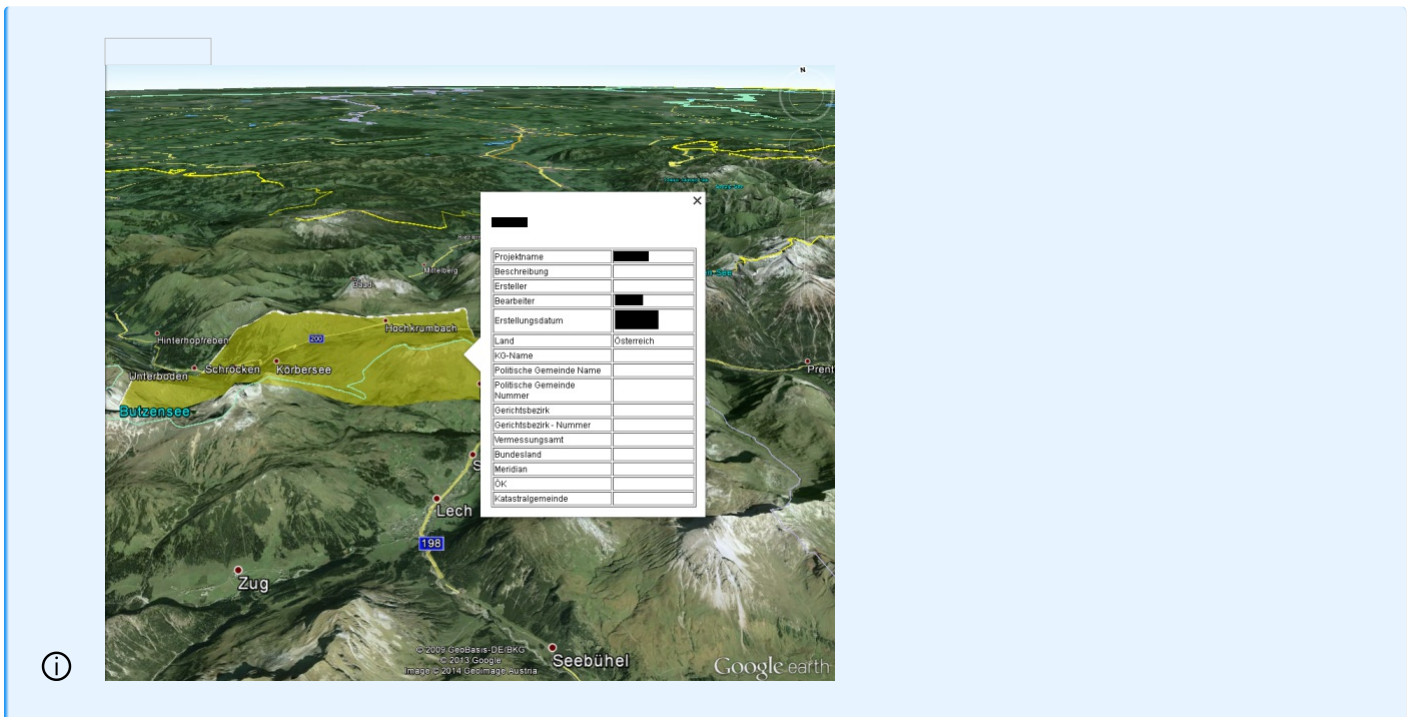 N
Mittelberg
Hochkrumbach
200
Hinterhopfreben
Schröcken
Körbersee
Unterboden
Butzensee
Prent
S
Lech
198
Zug
Seebühel
Projektname
Beschreibung
Ersteller
Bearbeiter
Erstellungsdatum
Land Österreich
KG-Name
Politische Gemeinde Name
Politische Gemeinde
Nummer
Gerichtsbezirk
Gerichtsbezirk - Nummer
Vermessungsamt
Bundesland
Meridian
ÖK
Katastralgemeinde
© 2009 GeoBasis-DE/BKG
© 2013 Google
Image © 2014 Geoimage Austria
Google earth